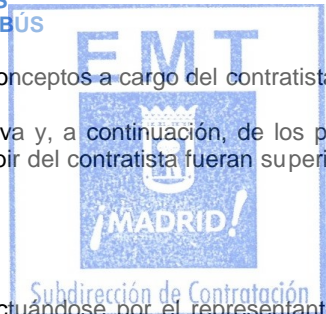 S
BÚS
EMT
onceptos a cargo del contratista
va y, a continuación, de los p
bir del contratista fueran superi
¡MADRID!
Subdirección de Contratación
ctuándose por el representant